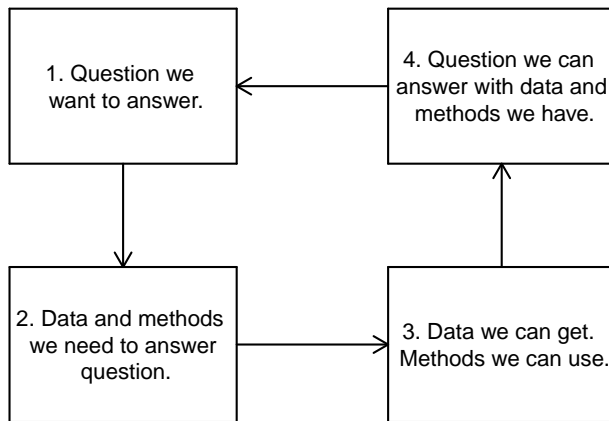 1. Question we
want to answer.
2. Data and methods
we need to answer
question.
3. Data we can get.
Methods we can use.
4. Question we can
answer with data and
methods we have.